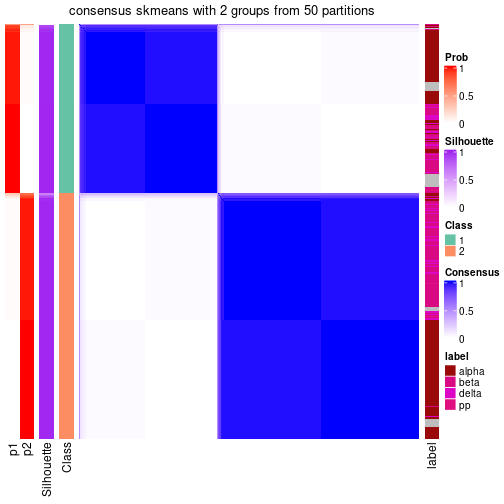 consensus skmeans with 2 groups from 50 partitions
Prob
1
0.5
0
Silhouette
1
0.5
0
Class
1
2
Consensus
1
0.5
0
label
alpha
beta
delta
pp
p1
p2
Silhouette
Class
label